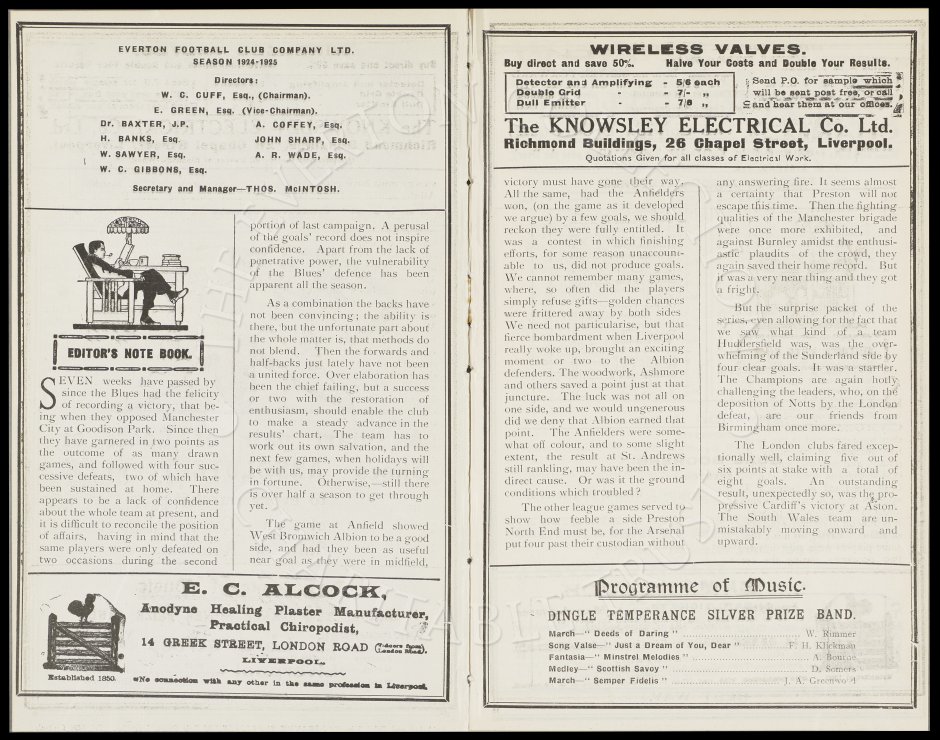 EVERTON FOOTBALL CLUB COMPANY LTD.
SEASON 1924-1925
Directors:
W. C. CUFF, Esq., (Chairman).
E. GREEN, Esq. (Vice-Chairman).
Dr. BAXTER, J.P. A. COFFEY, Esq.
H. BANKS, Esq. JOHN SHARP, Esq.
W. SAWYER, Esq. A. R. WADE, Esq.
W. C. GIBBONS, Esq.
Secretary and Manager—THOS. McINTOSH.
EDITOR'S NOTE BOOK.
SEVEN weeks have passed by
since the Blues had the felicity
of recording a victory, that be-
ing when they opposed Manchester
City at Goodison Park. Since then
they have garnered in two points as
the outcome of as many drawn
games, and followed with four suc-
cessive defeats, two of which have
been sustained at home. There
appears to be a lack of confidence
about the whole team at present, and
it is difficult to reconcile the position
of affairs, having in mind that the
same players were only defeated on
two occasions during the second
portion of last campaign. A perusal
of the goals' record does not inspire
confidence. Apart from the lack of
penetrative power, the vulnerability
of the Blues' defence has been
apparent all the season.
As a combination the backs have
not been convincing; the ability is
there, but the unfortunate part about
the whole matter is, that methods do
not blend. Then the forwards and
half-backs just lately have not been
a united force. Over elaboration has
been the chief failing, but a success
or two with the restoration of
enthusiasm, should enable the club
to make a steady advance in the
results' chart. The team has to
work out its own salvation, and the
next few games, when holidays will
be with us, may provide the turning
in fortune. Otherwise,—still there
is over half a season to get through
yet.
The game at Anfield showed
West Bromwich Albion to be a good
side, and had they been as useful
near goal as they were in midfield,
E. C. ALCOCK,
Anodyne Healing Plaster Manufacturer,
Practical Chiropodist,
14 GREEK STREET, LONDON ROAD (7-doors from London Road.)
LIVERPOOL.
Established 1850. No connection with any other in the same profession in Liverpool.
WIRELESS VALVES.
Buy direct and save 50%. Halve Your Costs and Double Your Results.
Detector and Amplifying - 5/6 each
Double Grid - 7/- „
Dull Emitter - - 7/6 „
Send P.O. for sample which
will be sent post free, or call
and hear them at our offices.
The KNOWSLEY ELECTRICAL Co. Ltd.
Richmond Buildings, 26 Chapel Street, Liverpool.
Quotations Given for all classes of Electrical Work.
victory must have gone their way.
All the same, had the Anfielders
won, (on the game as it developed
we argue) by a few goals, we should
reckon they were fully entitled. It
was a contest in which finishing
efforts, for some reason unaccount-
able to us, did not produce goals.
We cannot remember many games,
where, so often did the players
simply refuse gifts—golden chances
were frittered away by both sides
We need not particularise, but that
fierce bombardment when Liverpool
really woke up, brought an exciting
moment or two to the Albion
defenders. The woodwork, Ashmore
and others saved a point just at that
juncture. The luck was not all on
one side, and we would ungenerous
did we deny that Albion earned that
point. The Anfielders were some-
what off colour, and to some slight
extent, the result at St. Andrews
still rankling, may have been the in-
direct cause. Or was it the ground
conditions which troubled?
The other league games served to
show how feeble a side Preston
North End must be, for the Arsenal
put four past their custodian without
any answering fire. It seems almost
a certainty that Preston will not
escape this time. Then the fighting
qualities of the Manchester brigade
were once more exhibited, and
against Burnley amidst the enthusi-
astic plaudits of the crowd, they
again saved their home record. But
it was a very near thing and they got
a fright.
But the surprise packet of the
series, even allowing for the fact that
we saw what kind of a team
Huddersfield was, was the over-
whelming of the Sunderland side by
four clear goals. It was a startler.
The Champions are again hotly
challenging the leaders, who, on the
deposition of Notts by the London
defeat, are our friends from
Birmingham once more.
The London clubs fared excep-
tionally well, claiming five out of
six points at stake with a total of
eight goals. An outstanding
result, unexpectedly so, was the pro-
pressive Cardiff's victory at Aston.
The South Wales team are un-
mistakably moving onward and
upward.
Programme of Music.
DINGLE TEMPERANCE SILVER PRIZE BAND.
March—"Deeds of Daring" W. Rimmer
Song Valse—"Just a Dream of You, Dear" F. H. Klickman
Fantasia—"Minstrel Melodies" A.
Medley—"Scottish Savoy" D. Somers
March—"Semper Fidelis" J. A. Greenwood